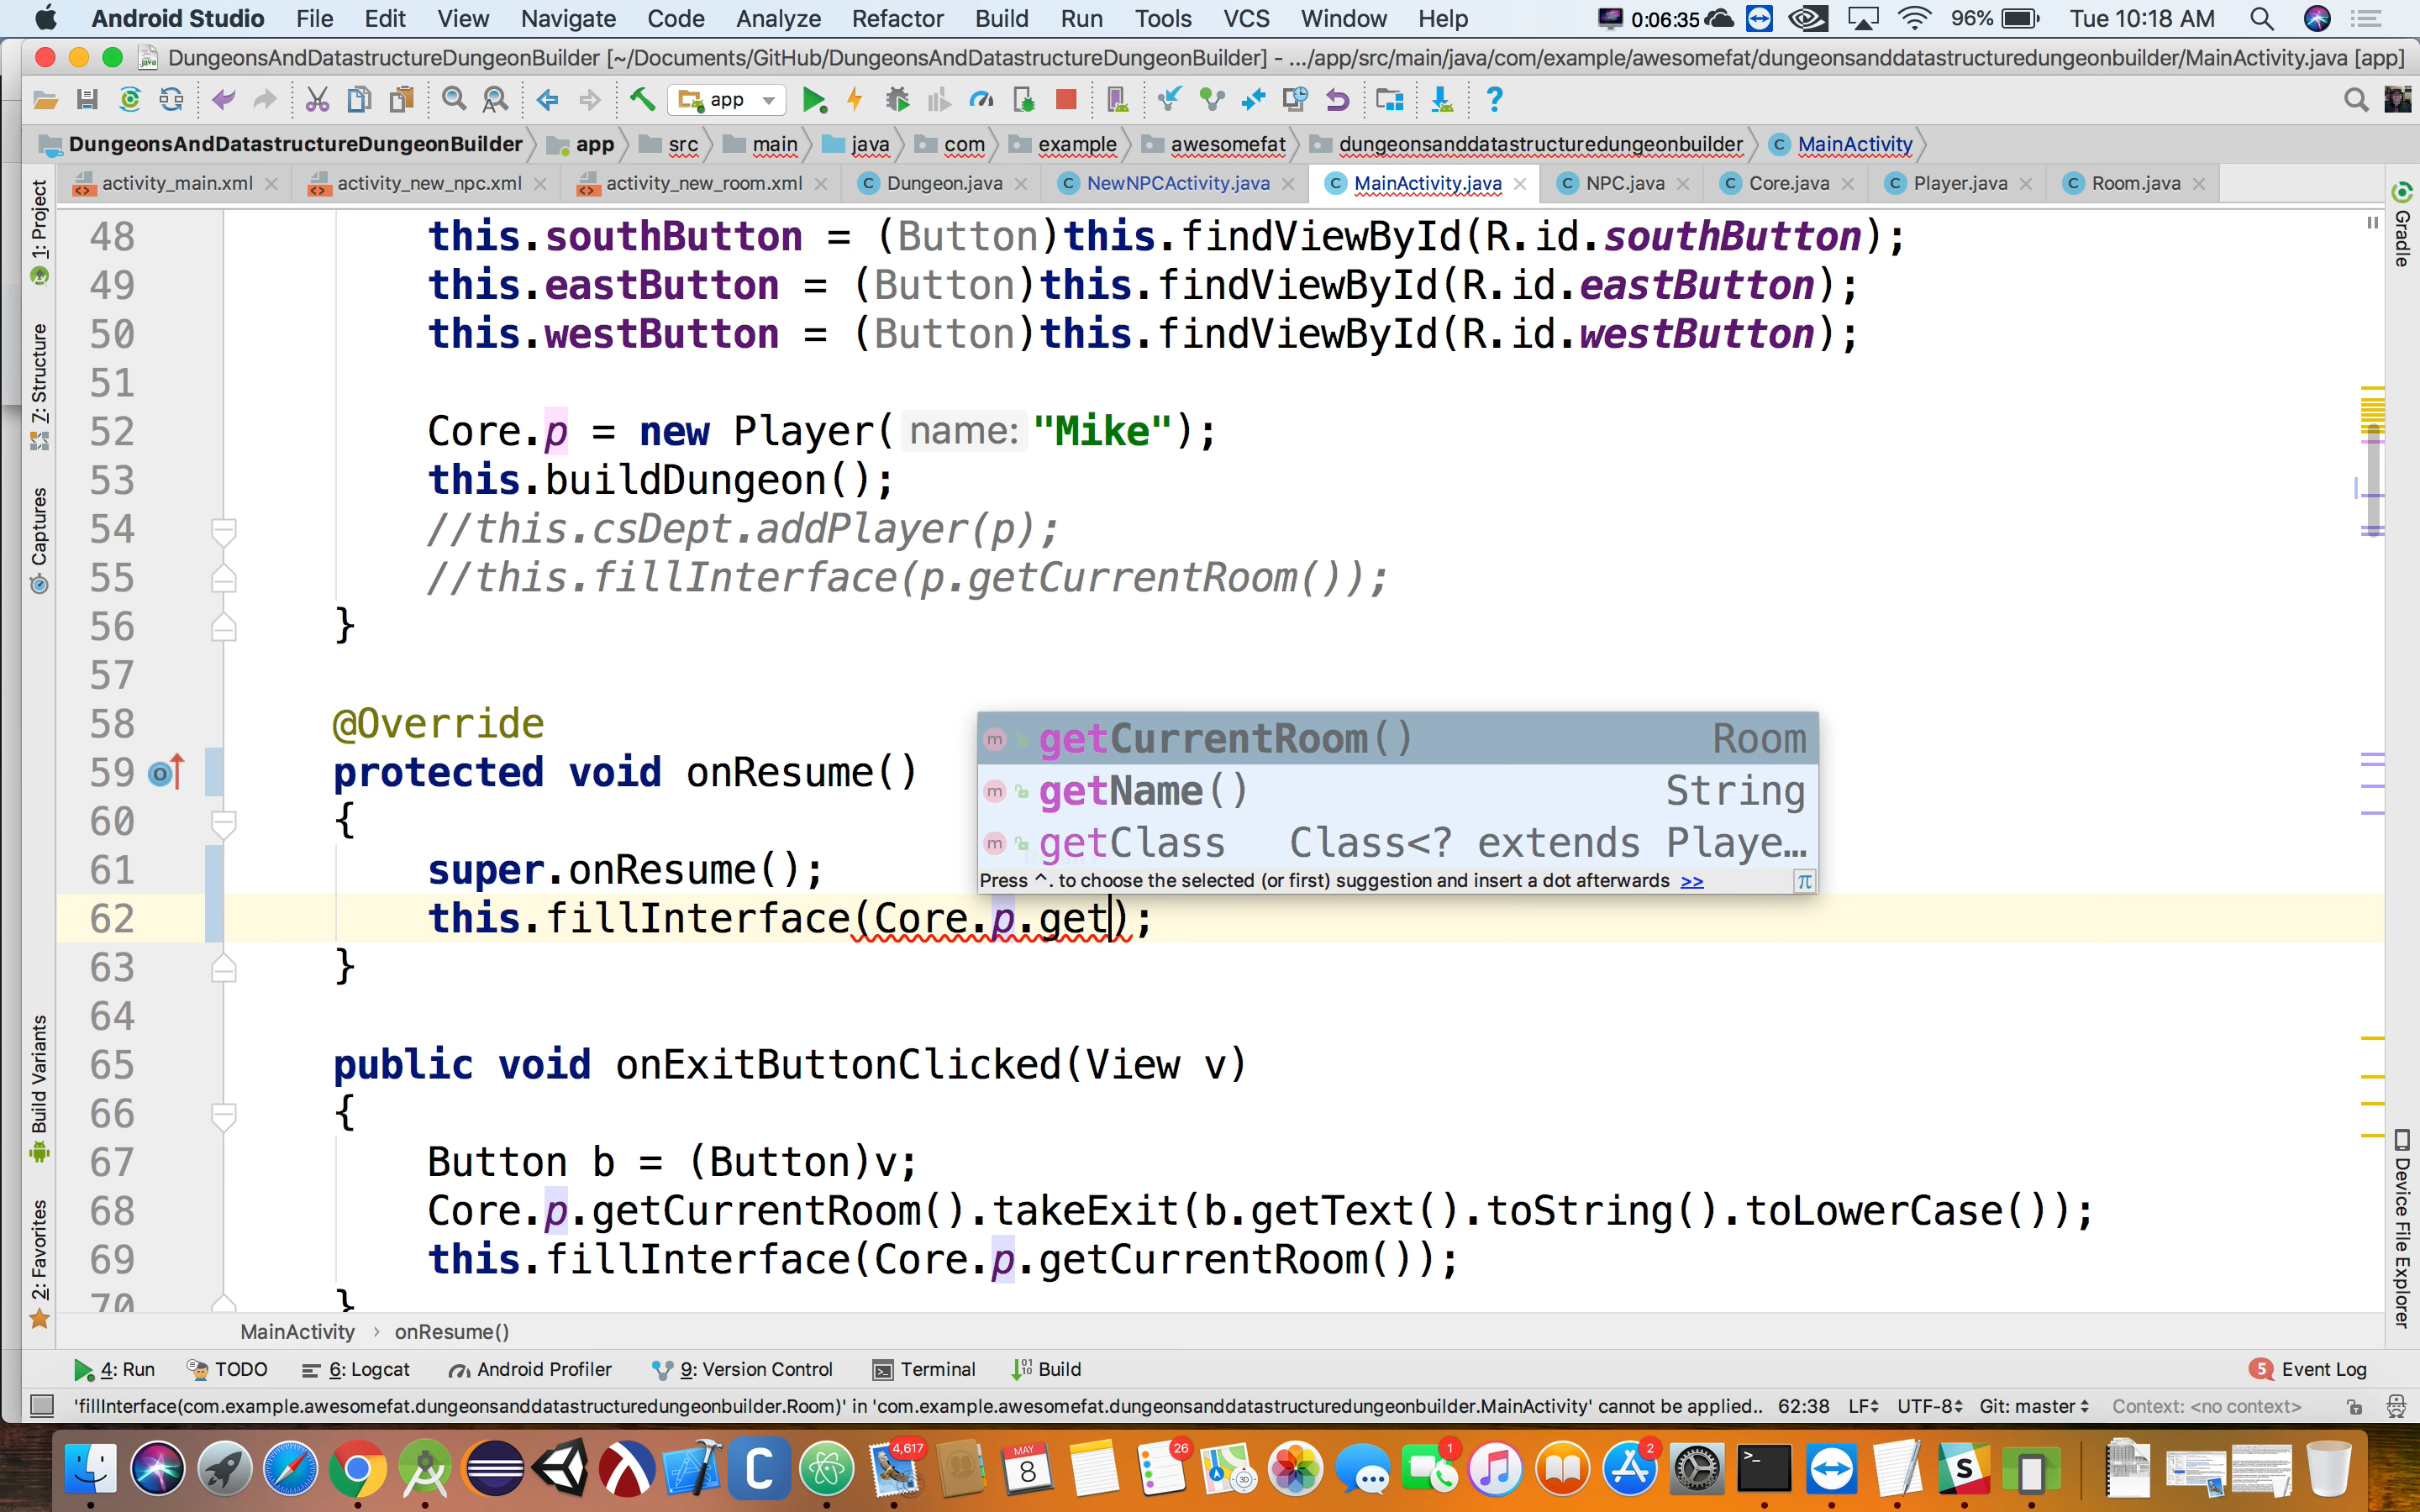 Android Studio File Edit View Navigate Code Analyze Refactor Build Run Tools VCS Window Help 0:06:35 96% Tue 10:18 AM
DungeonsAndDatastructureDungeonBuilder [~/Documents/GitHub/DungeonsAndDatastructureDungeonBuilder] - .../app/src/main/java/com/example/awesomefat/dungeonsanddatastructuredungeonbuilder/MainActivity.java [app]
app
DungeonsAndDatastructureDungeonBuilder app src main java com example awesomefat dungeonsanddatastructuredungeonbuilder MainActivity
activity_main.xml activity_new_npc.xml activity_new_room.xml Dungeon.java NewNPCActivity.java MainActivity.java NPC.java Core.java Player.java Room.java
1: Project
Z: Structure
Captures
Build Variants
2: Favorites
48 this.southButton = (Button)this.findViewById(R.id.southButton);
49 this.eastButton = (Button)this.findViewById(R.id.eastButton);
50 this.westButton = (Button)this.findViewById(R.id.westButton);
51
52 Core.p = new Player( name: "Mike");
53 this.buildDungeon();
54 //this.csDept.addPlayer(p);
55 //this.fillInterface(p.getCurrentRoom());
56 }
57
58 @Override
59 protected void onResume()
60 {
61 super.onResume();
62 this.fillInterface(Core.p.get);
63 }
64
65 public void onExitButtonClicked(View v)
66 {
67 Button b = (Button)v;
68 Core.p.getCurrentRoom().takeExit(b.getText().toString().toLowerCase());
69 this.fillInterface(Core.p.getCurrentRoom());
70 }
getCurrentRoom() Room
getName() String
getClass Class<? extends Playe…
Press ^. to choose the selected (or first) suggestion and insert a dot afterwards >> π
Gradle
Device File Explorer
MainActivity › onResume()
4: Run TODO 6: Logcat Android Profiler 9: Version Control Terminal Build 5 Event Log
'fillInterface(com.example.awesomefat.dungeonsanddatastructuredungeonbuilder.Room)' in 'com.example.awesomefat.dungeonsanddatastructuredungeonbuilder.MainActivity' cannot be applied.. 62:38 LF UTF-8 Git: master Context: <no context>
4,617 MAY 8 26 3D 1 2